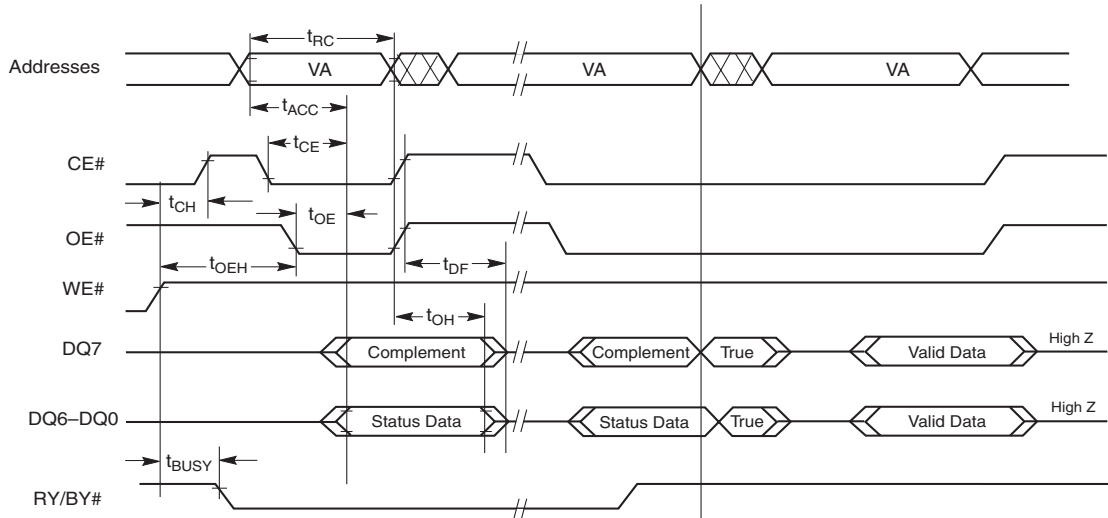 tRC
Addresses VA VA VA
tACC
tCE
CE#
tCH
tOE
OE#
tOEH tDF
WE#
tOH
DQ7 Complement Complement True Valid Data High Z
DQ6–DQ0 Status Data Status Data True Valid Data High Z
tBUSY
RY/BY#